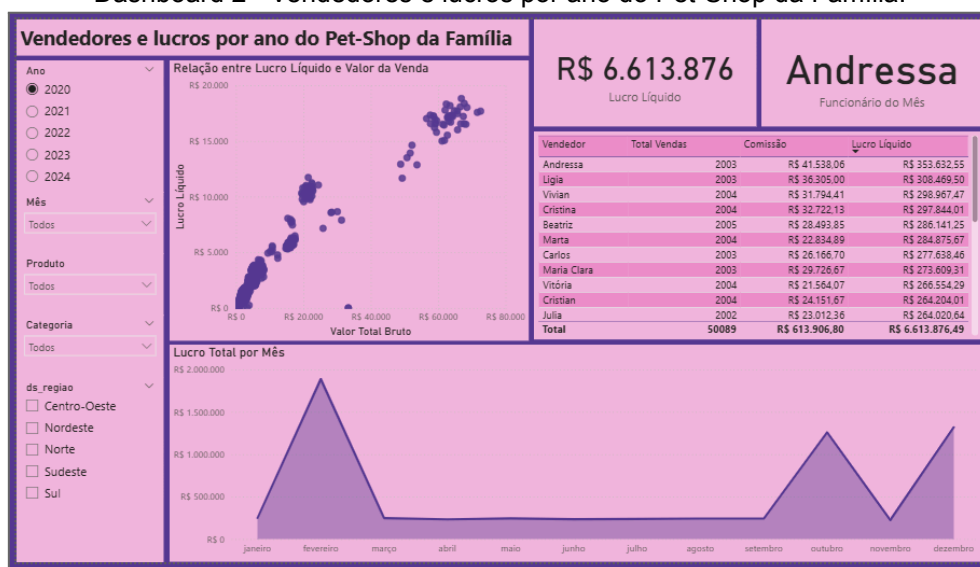 Dashboard 2 - Vendedores e lucros por ano do Pet-Shop da Família.
Vendedores e lucros por ano do Pet-Shop da Família
R$ 6.613.876
Lucro Líquido
Andressa
Funcionário do Mês
Ano
2020
2021
2022
2023
2024
Mês
Todos
Produto
Todos
Categoria
Todos
ds_regiao
Centro-Oeste
Nordeste
Norte
Sudeste
Sul
Relação entre Lucro Líquido e Valor da Venda
Lucro Líquido
R$ 20.000
R$ 15.000
R$ 10.000
R$ 5.000
R$ 0
R$ 0 R$ 20.000 R$ 40.000 R$ 60.000 R$ 80.000
Valor Total Bruto
Vendedor Total Vendas Comissão Lucro Líquido
Andressa 2003 R$ 41.538,06 R$ 353.632,55
Ligia 2003 R$ 36.305,00 R$ 308.469,50
Vivian 2004 R$ 31.794,41 R$ 298.967,47
Cristina 2004 R$ 32.722,13 R$ 297.844,01
Beatriz 2005 R$ 28.493,85 R$ 286.141,25
Marta 2004 R$ 22.834,89 R$ 284.875,67
Carlos 2003 R$ 26.166,70 R$ 277.638,46
Maria Clara 2003 R$ 29.726,67 R$ 273.609,31
Vitória 2004 R$ 21.564,07 R$ 266.554,29
Cristian 2004 R$ 24.151,67 R$ 264.204,01
Julia 2002 R$ 23.012,36 R$ 264.020,64
Total 50089 R$ 613.906,80 R$ 6.613.876,49
Lucro Total por Mês
R$ 2.000.000
R$ 1.500.000
R$ 1.000.000
R$ 500.000
R$ 0
janeiro fevereiro março abril maio junho julho agosto setembro outubro novembro dezembro